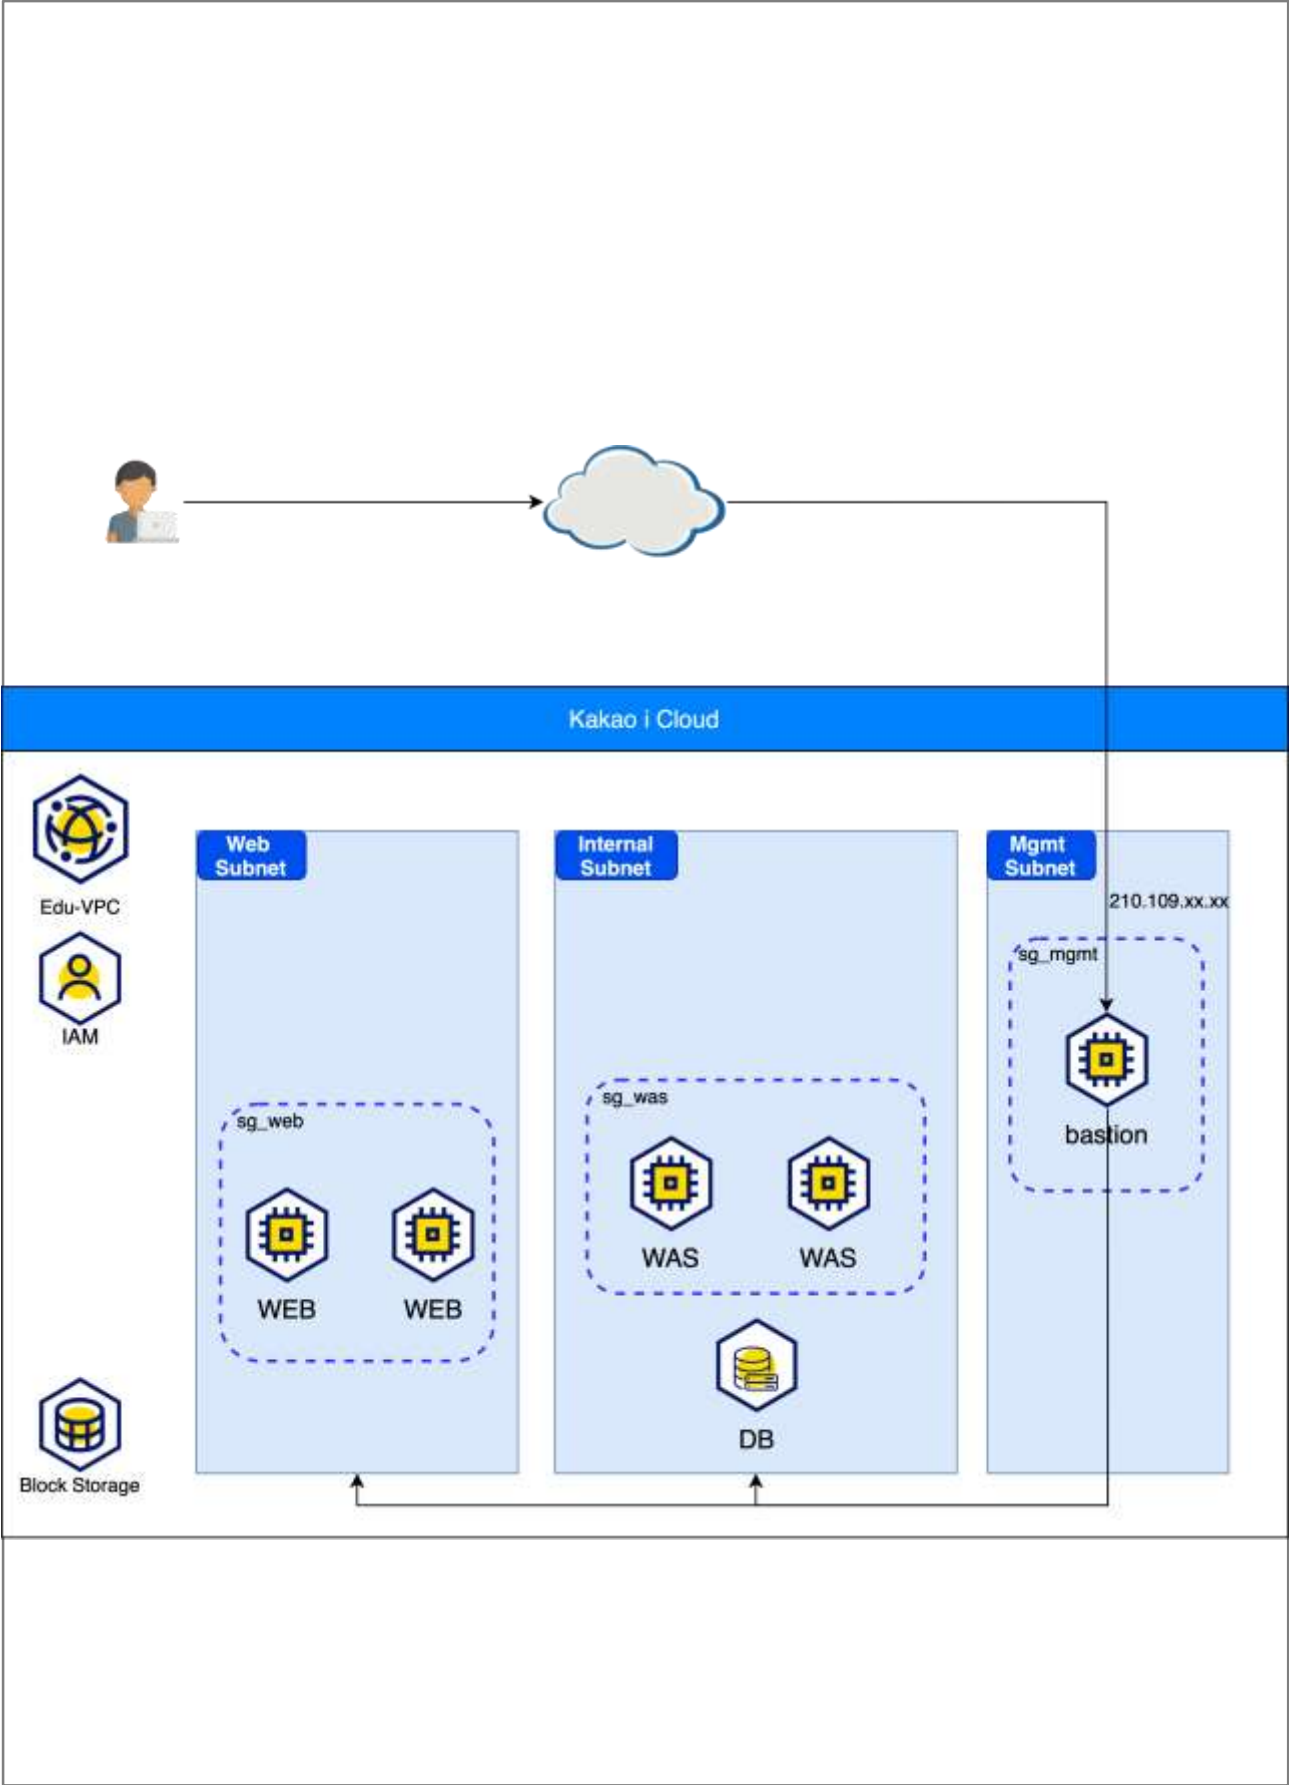 Kakao i Cloud
Edu-VPC
IAM
Block Storage
Web
Subnet
sg_web
WEB
WEB
Internal
Subnet
sg_was
WAS
WAS
DB
Mgmt
Subnet
210.109.xx.xx
sg_mgmt
bastion